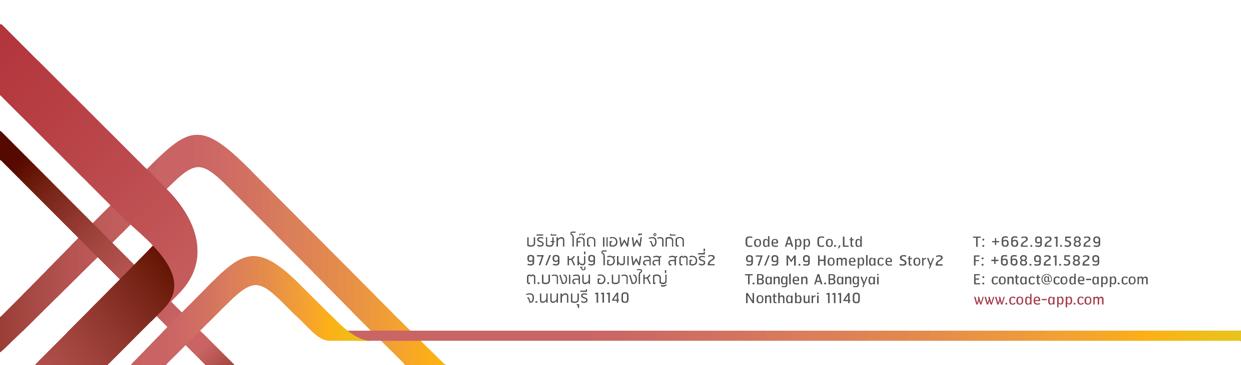 บริษัท โค๊ด แอพพ์ จำกัด
97/9 หมู่9 โฮมเพลส สตอรี่2
ต.บางเลน อ.บางใหญ่
จ.นนทบุรี 11140
Code App Co.,Ltd
97/9 M.9 Homeplace Story2
T.Banglen A.Bangyai
Nonthaburi 11140
T: +662.921.5829
F: +668.921.5829
E: contact@code-app.com
www.code-app.com